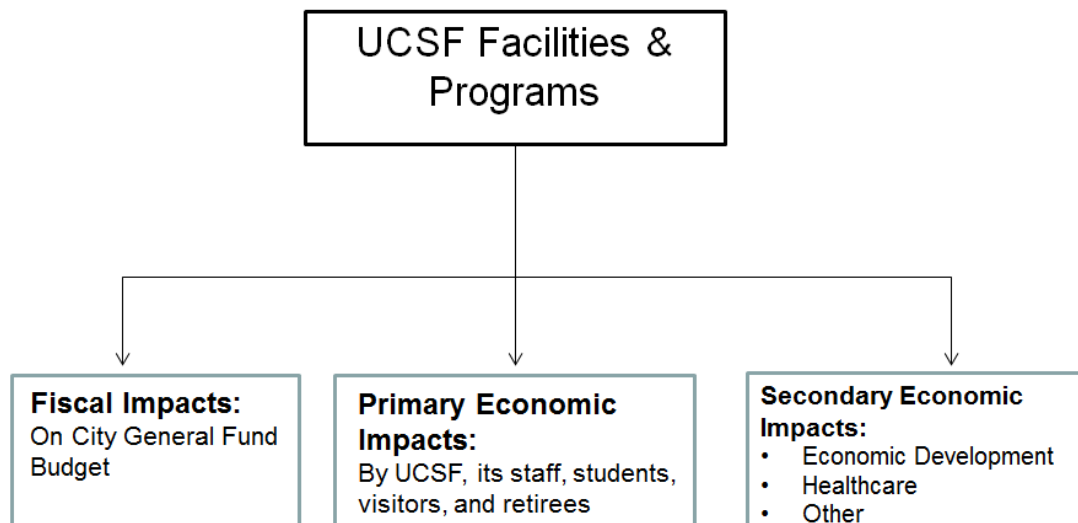 UCSF Facilities &
Programs
Fiscal Impacts:
On City General Fund
Budget
Primary Economic
Impacts:
By UCSF, its staff, students,
visitors, and retirees
Secondary Economic
Impacts:
• Economic Development
• Healthcare
• Other